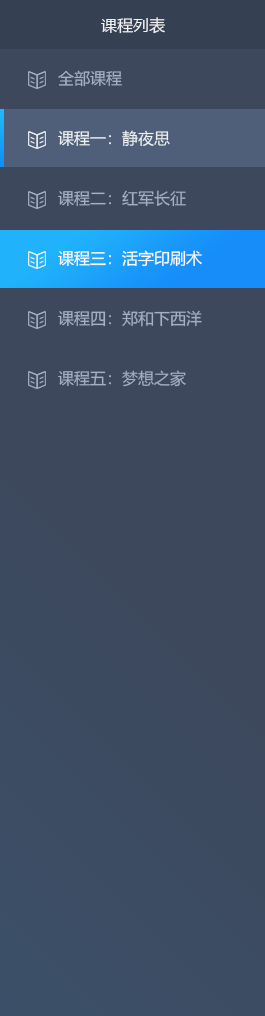 课程列表
全部课程
课程一：静夜思
课程二：红军长征
课程三：活字印刷术
课程四：郑和下西洋
课程五：梦想之家